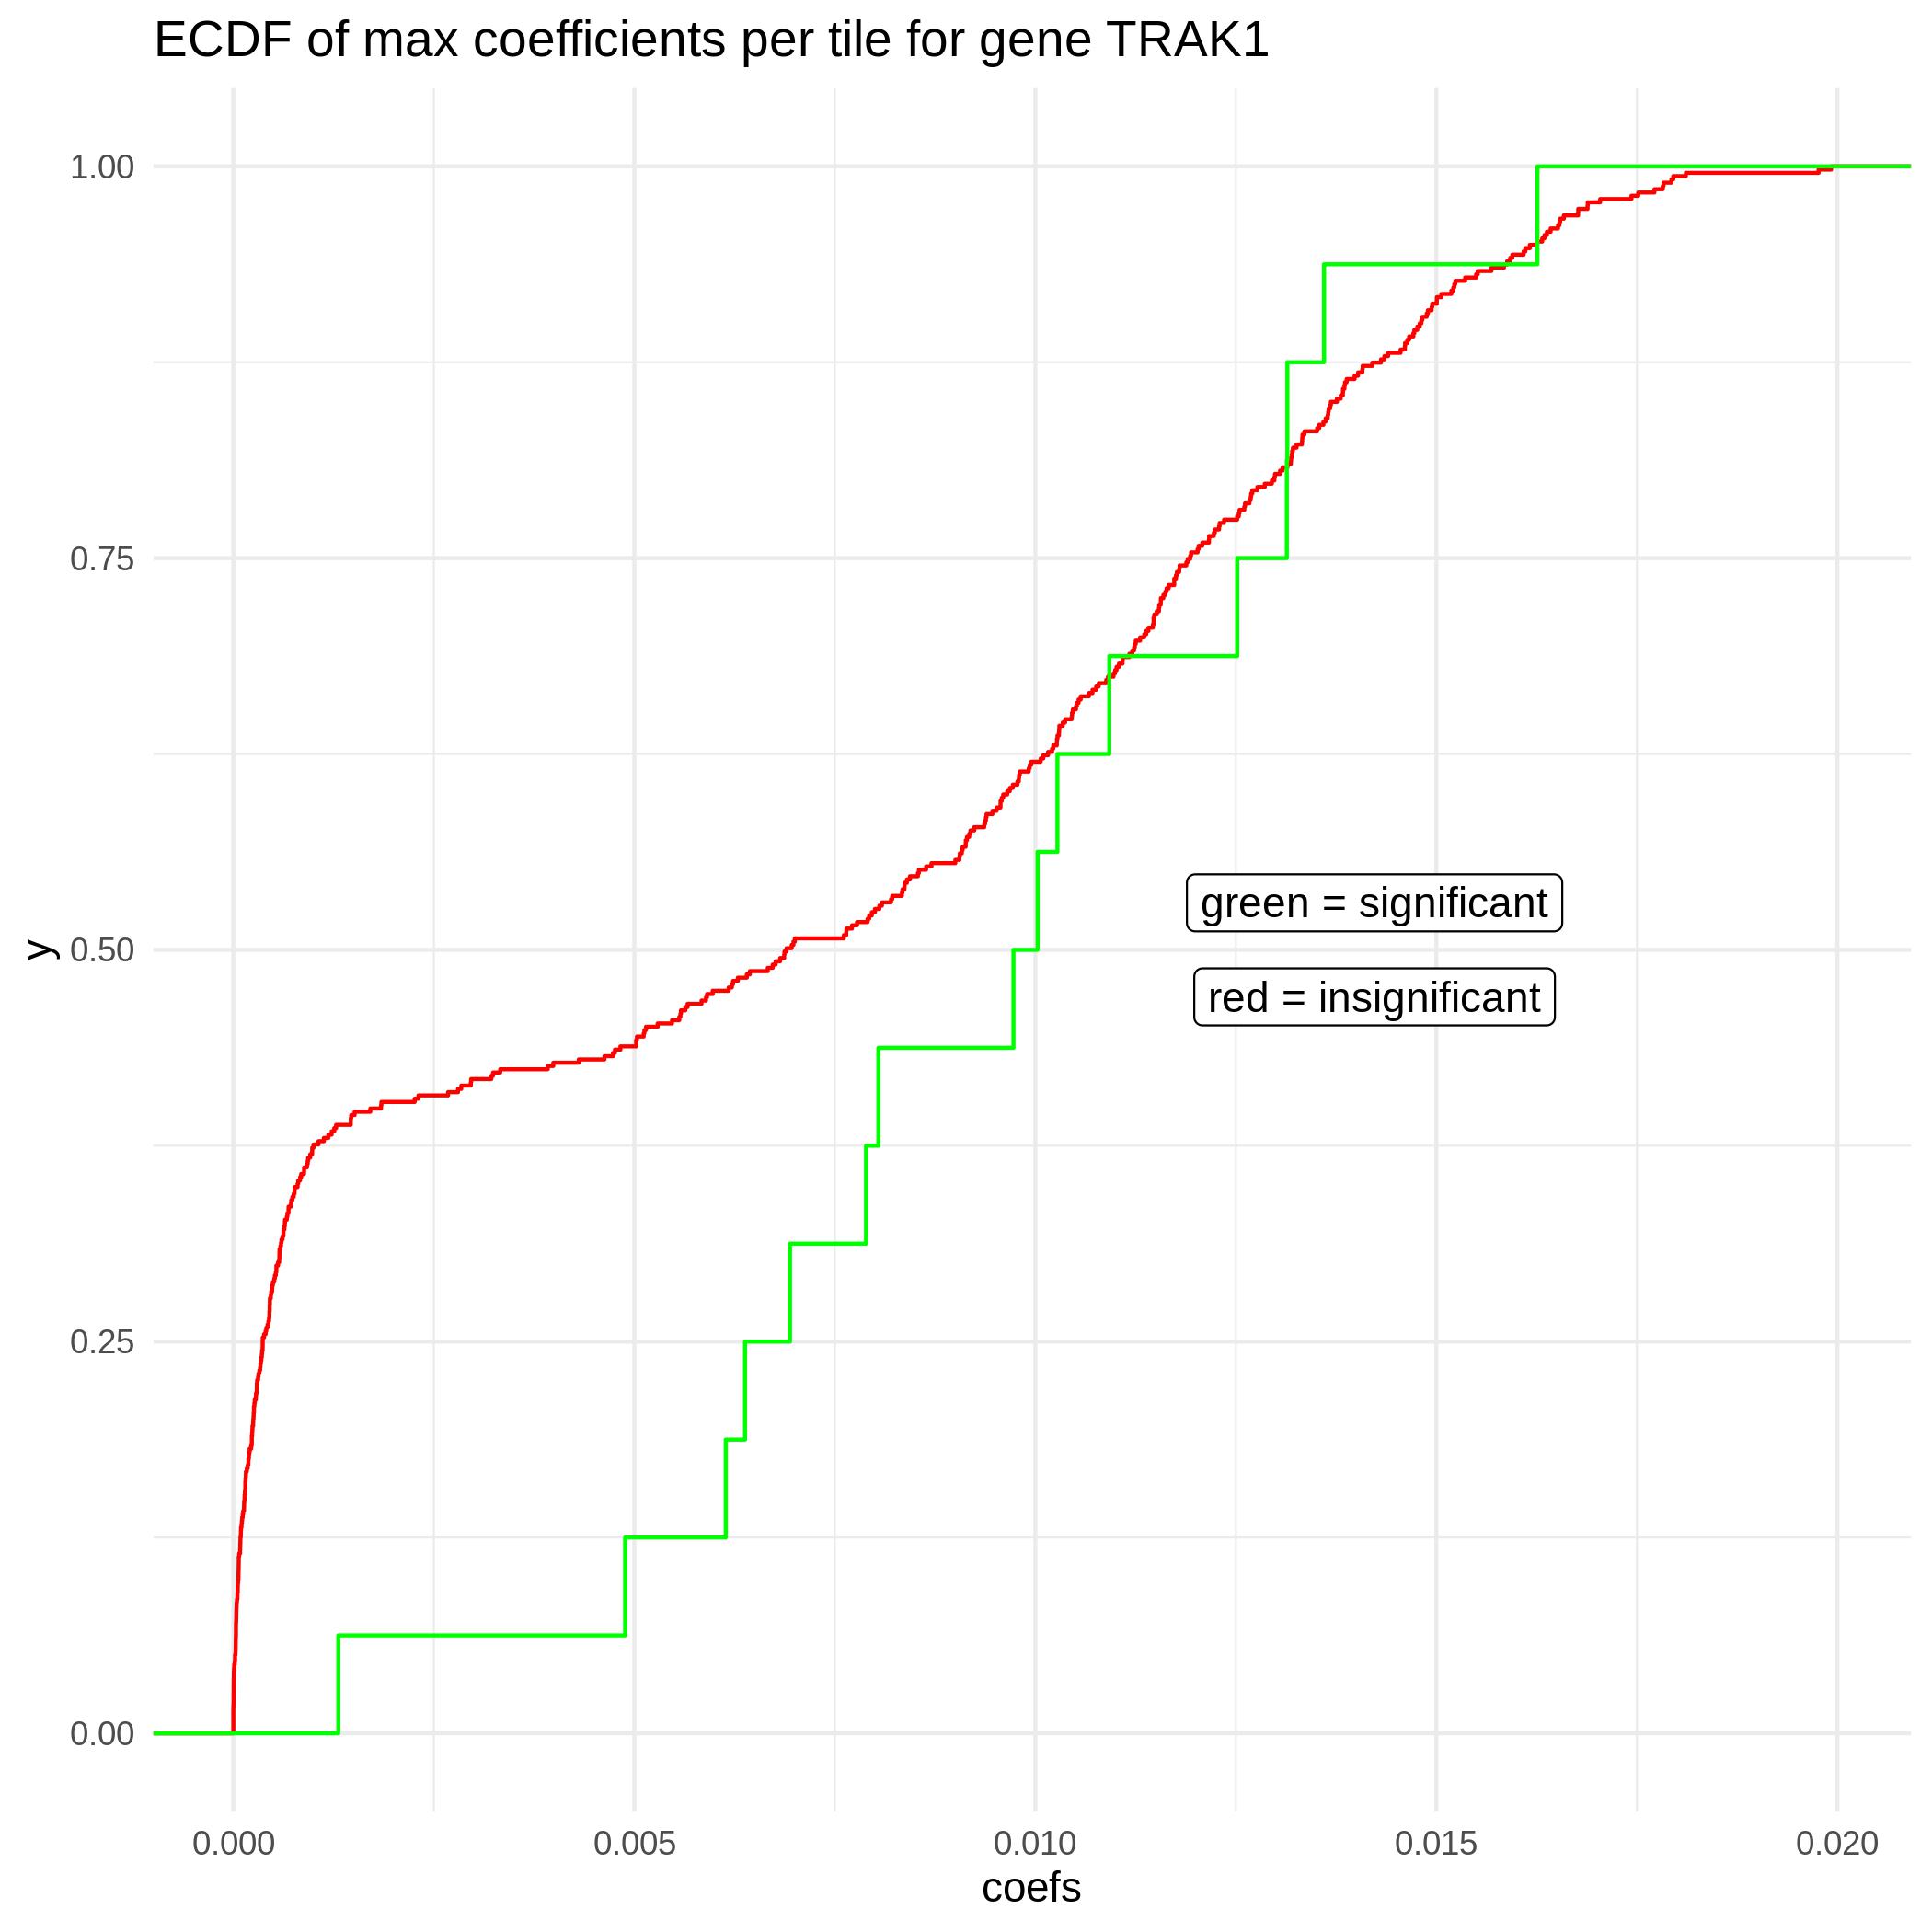 ECDF of max coefficients per tile for gene TRAK1
y
1.00
0.75
0.50
0.25
0.00
green = significant
red = insignificant
0.000 0.005 0.010 0.015 0.020
coefs